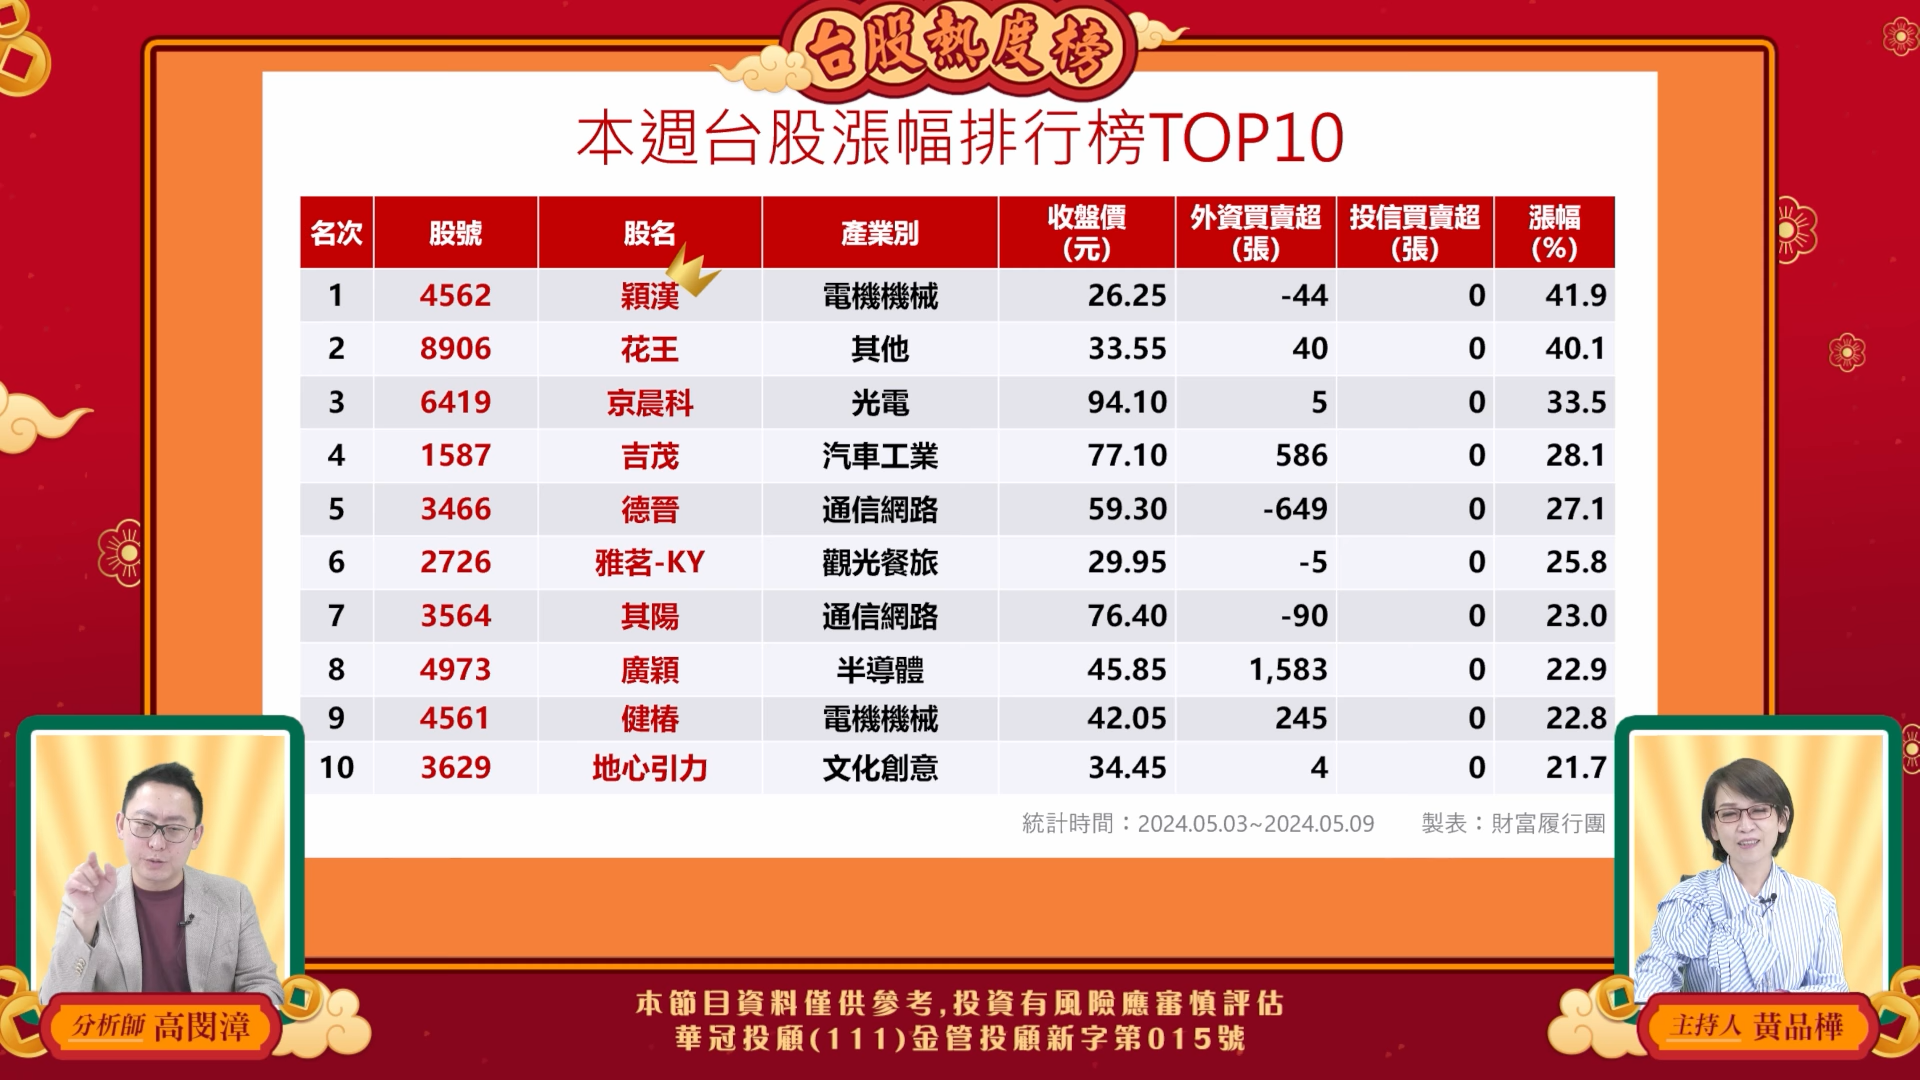 台股熱度榜
本週台股漲幅排行榜TOP10
名次 股號 股名 產業別 收盤價(元) 外資買賣超(張) 投信買賣超(張) 漲幅(%)
1 4562 穎漢 電機機械 26.25 -44 0 41.9
2 8906 花王 其他 33.55 40 0 40.1
3 6419 京晨科 光電 94.10 5 0 33.5
4 1587 吉茂 汽車工業 77.10 586 0 28.1
5 3466 德晉 通信網路 59.30 -649 0 27.1
6 2726 雅茗-KY 觀光餐旅 29.95 -5 0 25.8
7 3564 其陽 通信網路 76.40 -90 0 23.0
8 4973 廣穎 半導體 45.85 1,583 0 22.9
9 4561 健椿 電機機械 42.05 245 0 22.8
10 3629 地心引力 文化創意 34.45 4 0 21.7
統計時間：2024.05.03~2024.05.09 製表：財富履行團
分析師 高閔漳
主持人 黃品樺
本節目資料僅供參考,投資有風險應審慎評估
華冠投顧(111)金管投顧新字第015號